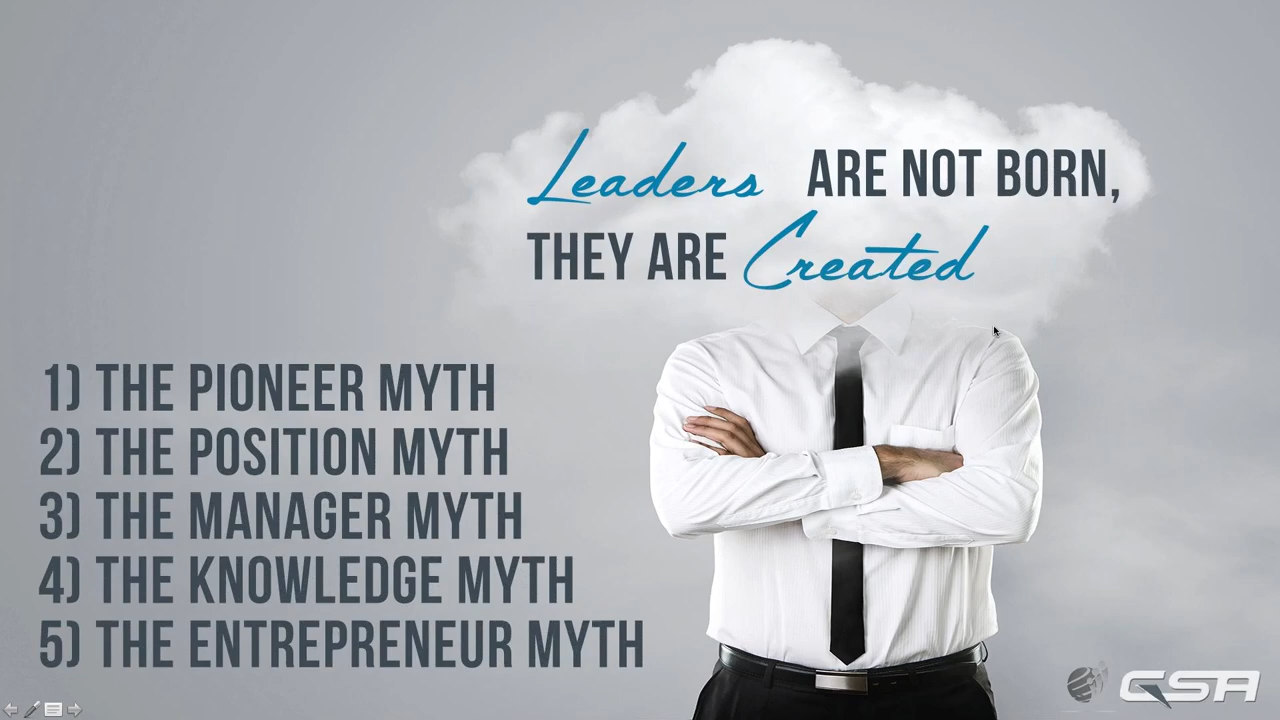 Leaders ARE NOT BORN,
THEY ARE Created
1) THE PIONEER MYTH
2) THE POSITION MYTH
3) THE MANAGER MYTH
4) THE KNOWLEDGE MYTH
5) THE ENTREPRENEUR MYTH
GSA